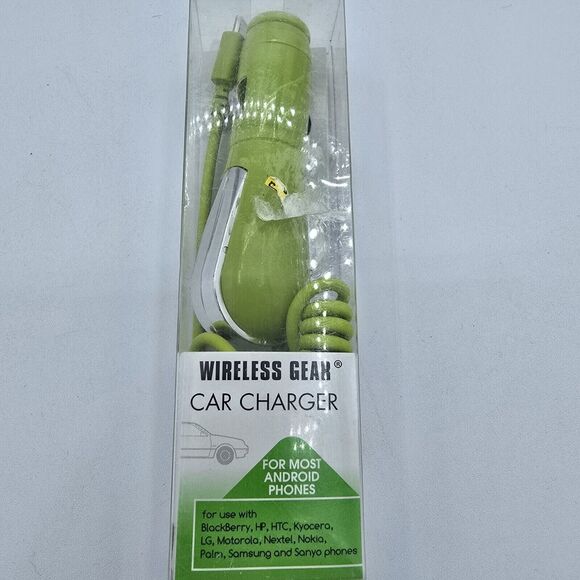 WIRELESS GEAR®
CAR CHARGER
FOR MOST
ANDROID
PHONES
for use with
BlackBerry, HP, HTC, Kyocera,
LG, Motorola, Nextel, Nokia,
Palm, Samsung and Sanyo phones